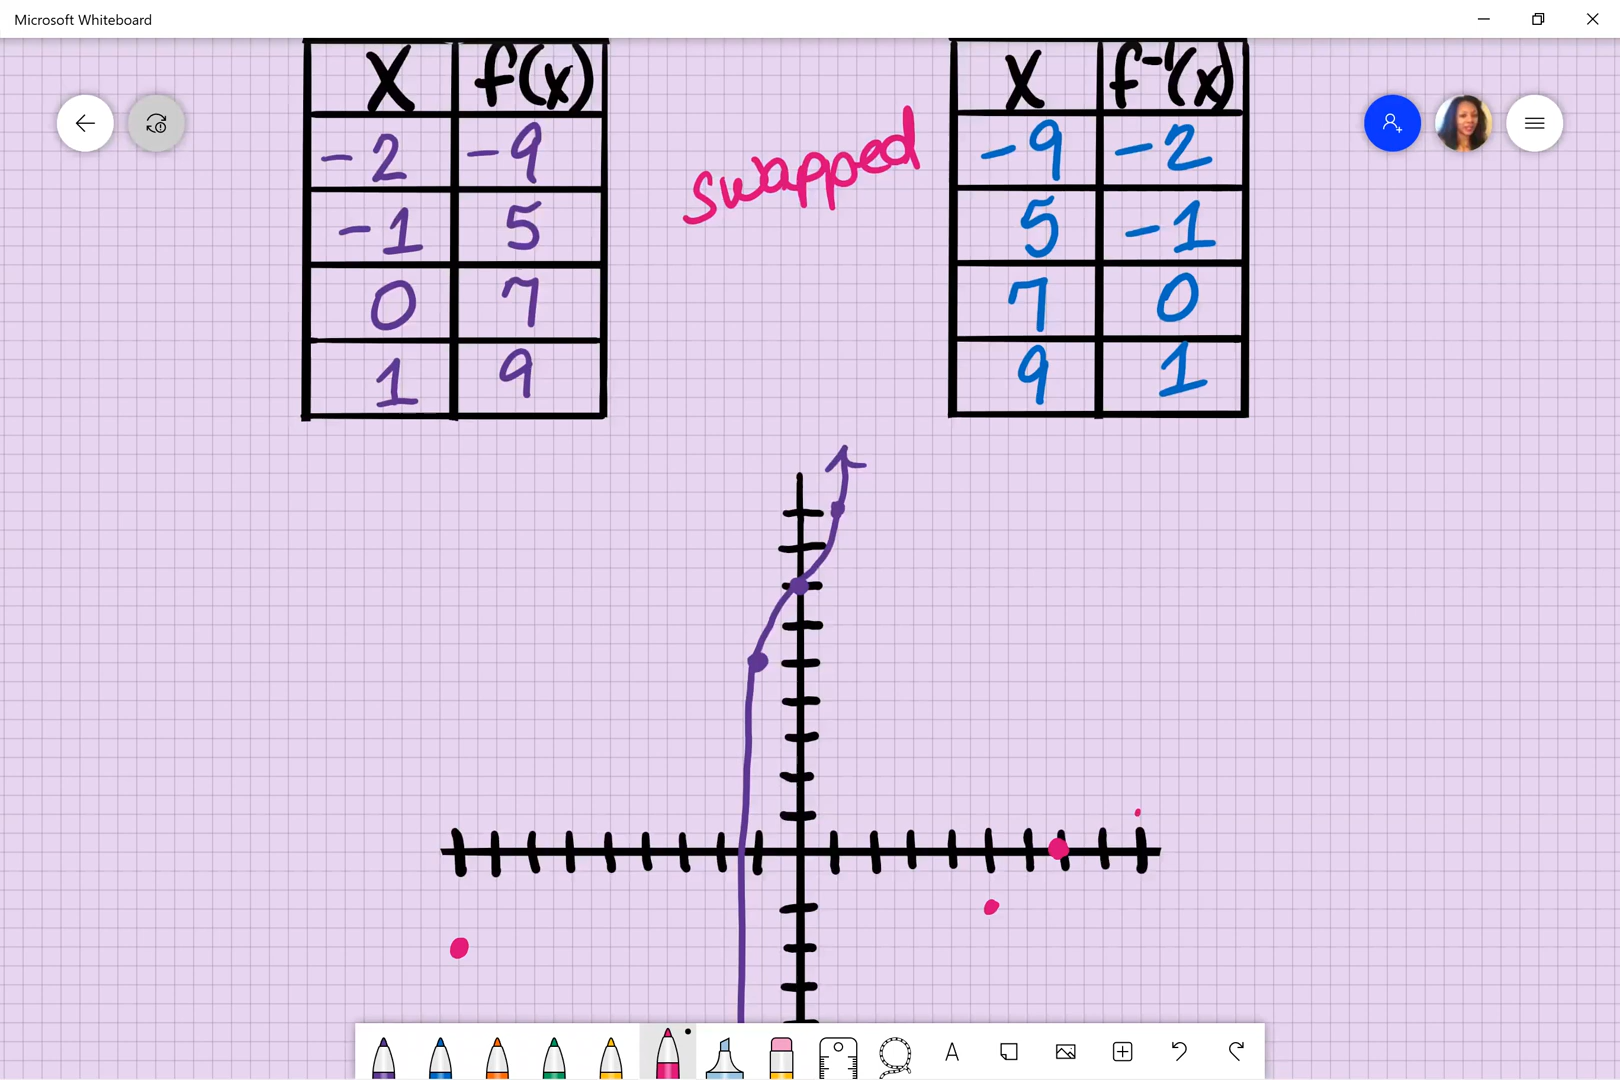 Microsoft Whiteboard
X f(x)
-2 -9
-1 5
0 7
1 9
swapped
X f⁻¹(x)
-9 -2
5 -1
7 0
9 1
A